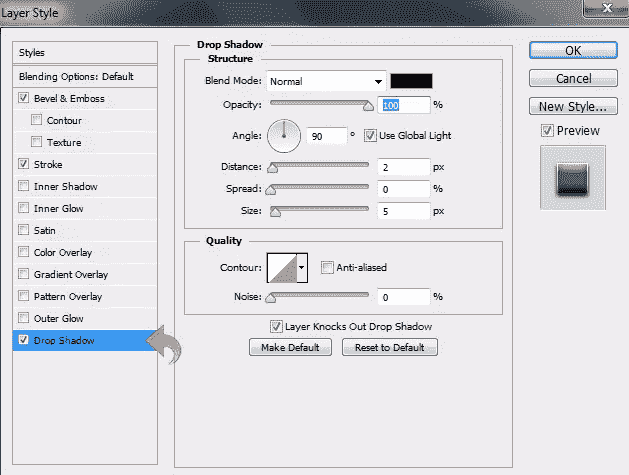 Layer Style
Styles
Blending Options: Default
Bevel & Emboss
Contour
Texture
Stroke
Inner Shadow
Inner Glow
Satin
Color Overlay
Gradient Overlay
Pattern Overlay
Outer Glow
Drop Shadow
Drop Shadow
Structure
Blend Mode: Normal
Opacity: 100 %
Angle: 90 ° Use Global Light
Distance: 2 px
Spread: 0 %
Size: 5 px
Quality
Contour: Anti-aliased
Noise: 0 %
Layer Knocks Out Drop Shadow
Make Default Reset to Default
OK
Cancel
New Style...
Preview